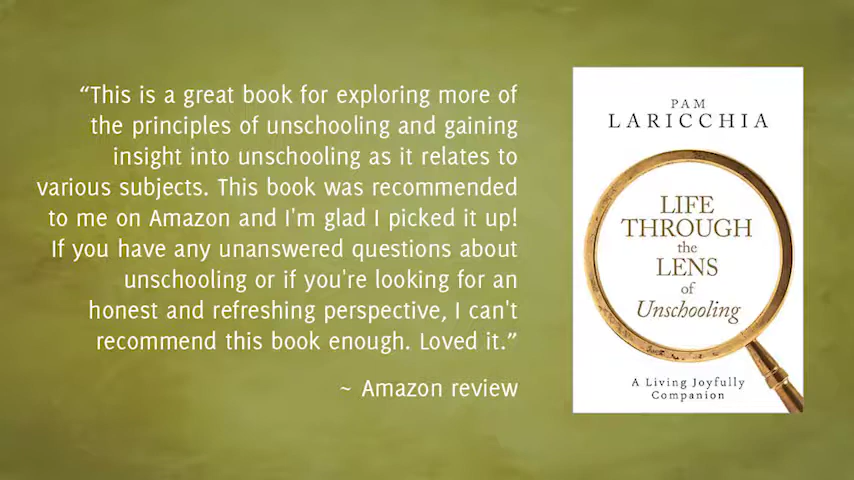 “This is a great book for exploring more of
the principles of unschooling and gaining
insight into unschooling as it relates to
various subjects. This book was recommended
to me on Amazon and I'm glad I picked it up!
If you have any unanswered questions about
unschooling or if you're looking for an
honest and refreshing perspective, I can't
recommend this book enough. Loved it.”
~ Amazon review
PAM
LARICCHIA
LIFE
THROUGH
the
LENS
of
Unschooling
A Living Joyfully
Companion